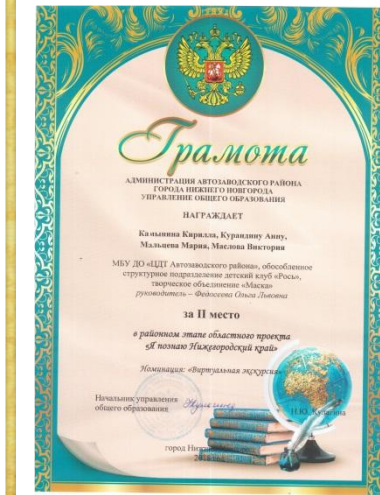 Грамота
АДМИНИСТРАЦИЯ АВТОЗАВОДСКОГО РАЙОНА
ГОРОДА НИЖНЕГО НОВГОРОДА
УПРАВЛЕНИЕ ОБЩЕГО ОБРАЗОВАНИЯ
НАГРАЖДАЕТ
Кирилла, Курандину Анну,
Мальцева Мария, Маслова Виктория
МБУ ДО «ЦДТ Автозаводского района», обособленное
структурное подразделение детский клуб «Рось»,
творческое объединение «Маска»
руководитель – Федосеева Ольга Львовна
за II место
в районном этапе областного проекта
«Я познаю Нижегородский край»
Номинация: «Виртуальная экскурсия»
Начальник управления
общего образования
Н.Ю.
город